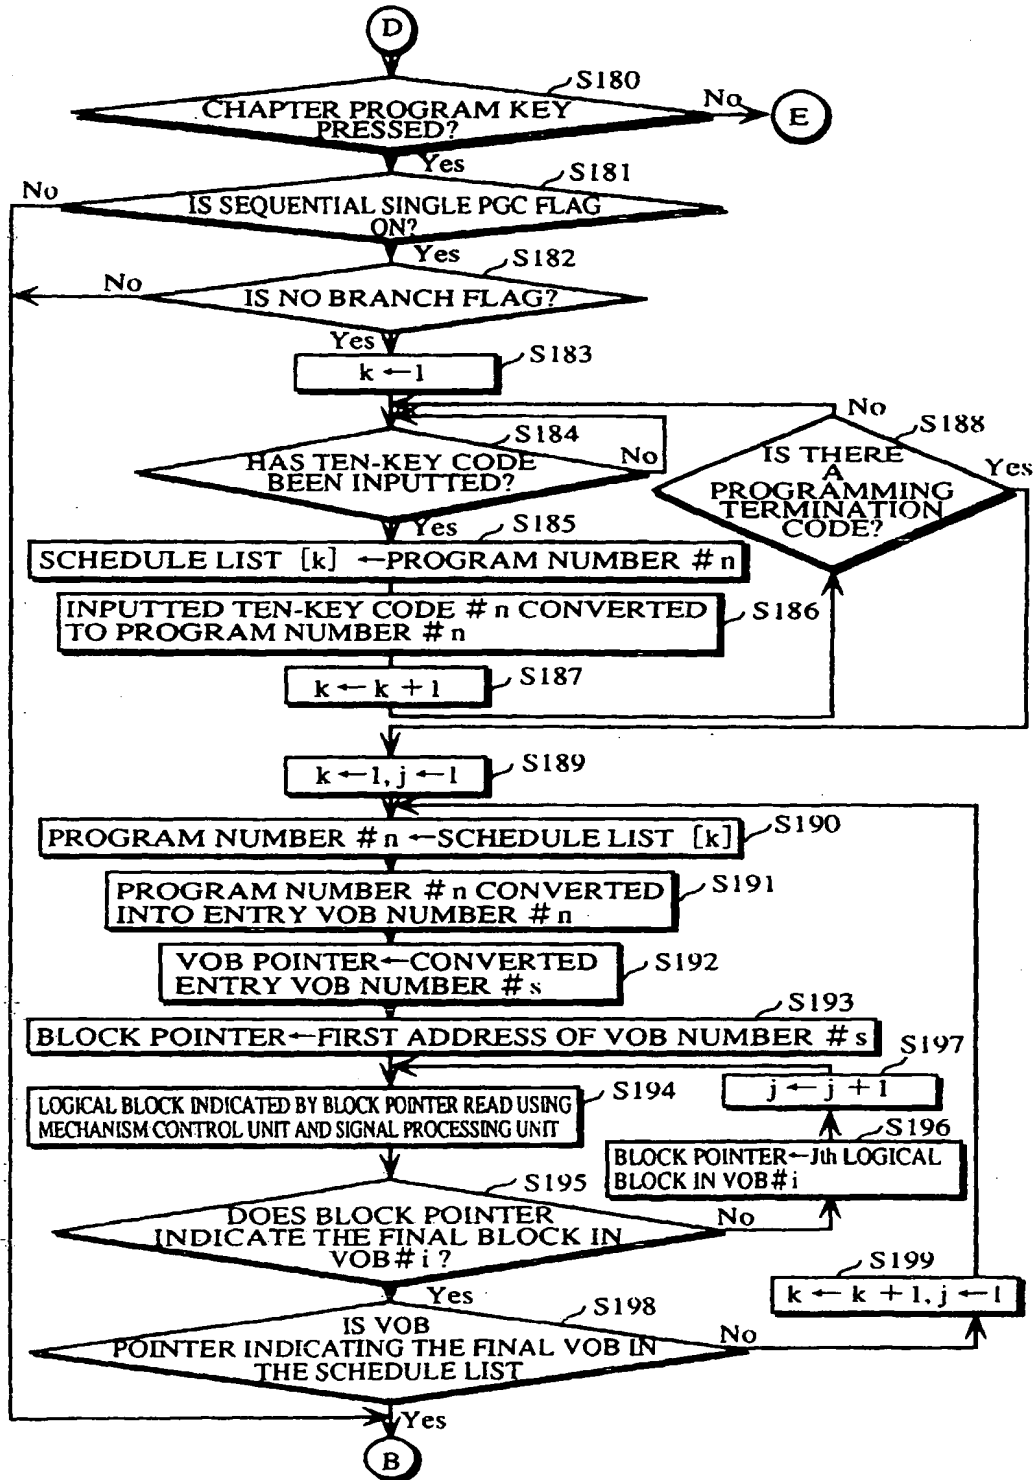 D
S180
CHAPTER PROGRAM KEY
PRESSED?
No
E
Yes
S181
No
IS SEQUENTIAL SINGLE PGC FLAG
ON?
Yes
S182
No
IS NO BRANCH FLAG?
Yes
S183
k ← 1
S184
HAS TEN-KEY CODE
BEEN INPUTTED?
No
Yes
No
S188
IS THERE
A
PROGRAMMING
TERMINATION
CODE?
Yes
S185
SCHEDULE LIST [k] ←PROGRAM NUMBER #n
INPUTTED TEN-KEY CODE #n CONVERTED
TO PROGRAM NUMBER #n
S186
k ← k + 1
S187
k ← 1, j ← 1
S189
PROGRAM NUMBER #n ←SCHEDULE LIST [k]
S190
PROGRAM NUMBER #n CONVERTED
INTO ENTRY VOB NUMBER #n
S191
VOB POINTER←CONVERTED
ENTRY VOB NUMBER #s
S192
S193
BLOCK POINTER←FIRST ADDRESS OF VOB NUMBER #s
S197
j ← j + 1
S194
LOGICAL BLOCK INDICATED BY BLOCK POINTER READ USING
MECHANISM CONTROL UNIT AND SIGNAL PROCESSING UNIT
S196
BLOCK POINTER←Jth LOGICAL
BLOCK IN VOB#i
S195
DOES BLOCK POINTER
INDICATE THE FINAL BLOCK IN
VOB#i?
No
Yes
S199
k ← k + 1, j ← 1
S198
IS VOB
POINTER INDICATING THE FINAL VOB IN
THE SCHEDULE LIST
No
Yes
B